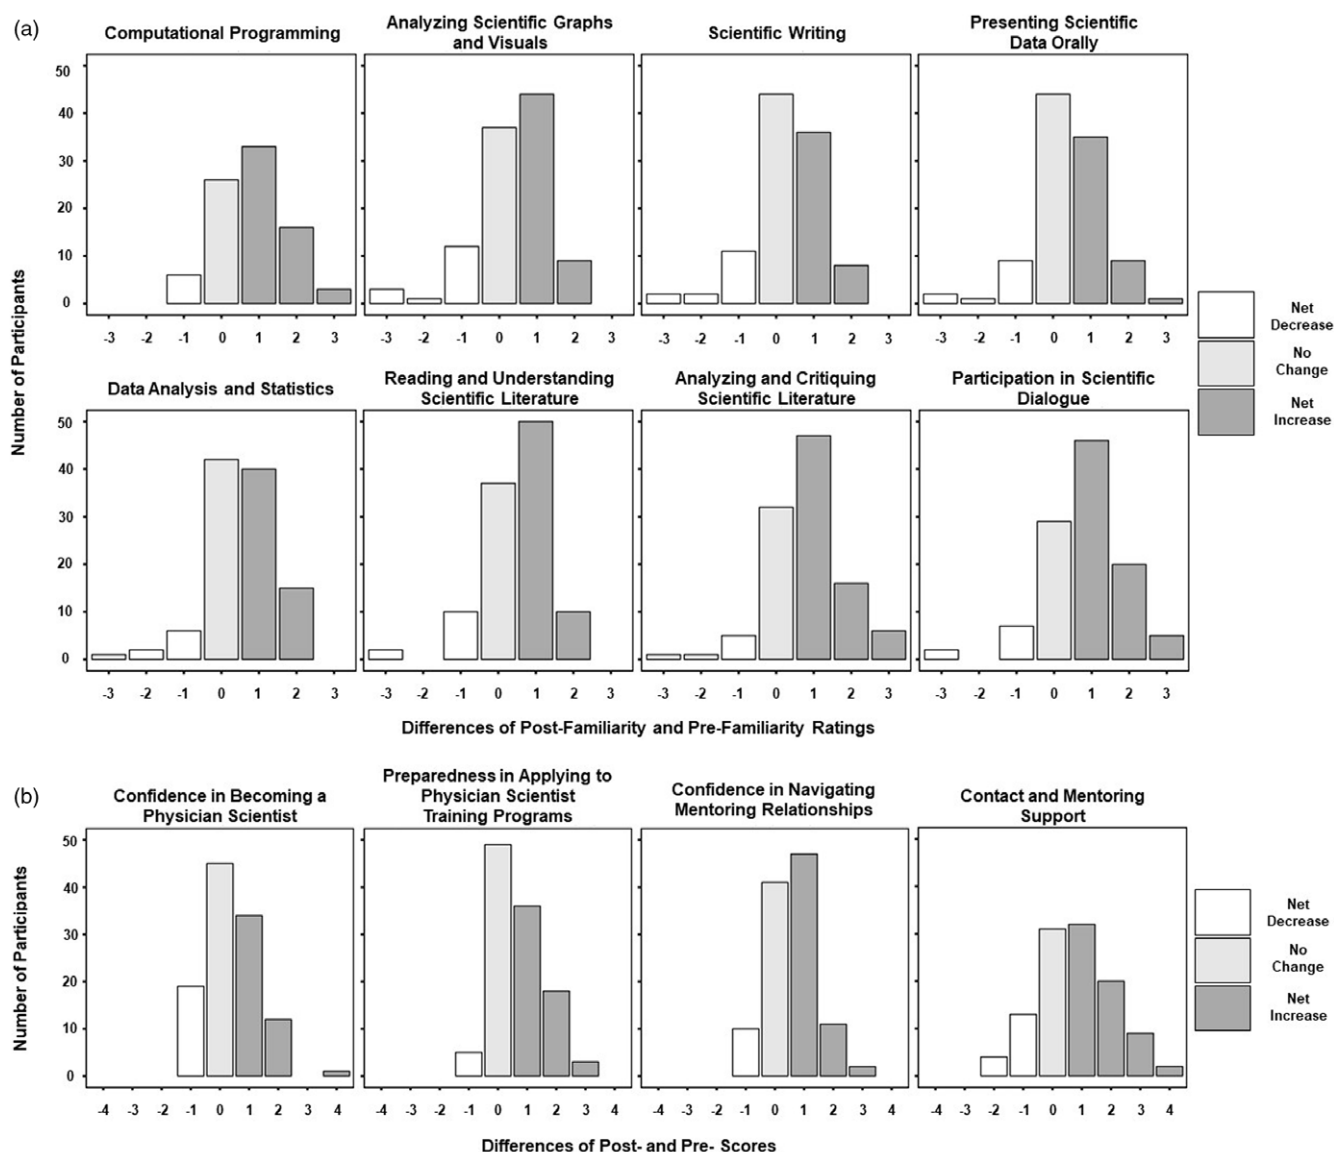 (a)
Computational Programming
Analyzing Scientific Graphs
and Visuals
Scientific Writing
Presenting Scientific
Data Orally
50
40
30
20
10
0
-3 -2 -1 0 1 2 3
-3 -2 -1 0 1 2 3
-3 -2 -1 0 1 2 3
-3 -2 -1 0 1 2 3
Number of Participants
Net
Decrease
No
Change
Net
Increase
Data Analysis and Statistics
Reading and Understanding
Scientific Literature
Analyzing and Critiquing
Scientific Literature
Participation in Scientific
Dialogue
50
40
30
20
10
0
-3 -2 -1 0 1 2 3
-3 -2 -1 0 1 2 3
-3 -2 -1 0 1 2 3
-3 -2 -1 0 1 2 3
Differences of Post-Familiarity and Pre-Familiarity Ratings
(b)
Confidence in Becoming a
Physician Scientist
Preparedness in Applying to
Physician Scientist
Training Programs
Confidence in Navigating
Mentoring Relationships
Contact and Mentoring
Support
50
40
30
20
10
0
Number of Participants
-4 -3 -2 -1 0 1 2 3 4
-4 -3 -2 -1 0 1 2 3 4
-4 -3 -2 -1 0 1 2 3 4
-4 -3 -2 -1 0 1 2 3 4
Net
Decrease
No
Change
Net
Increase
Differences of Post- and Pre- Scores